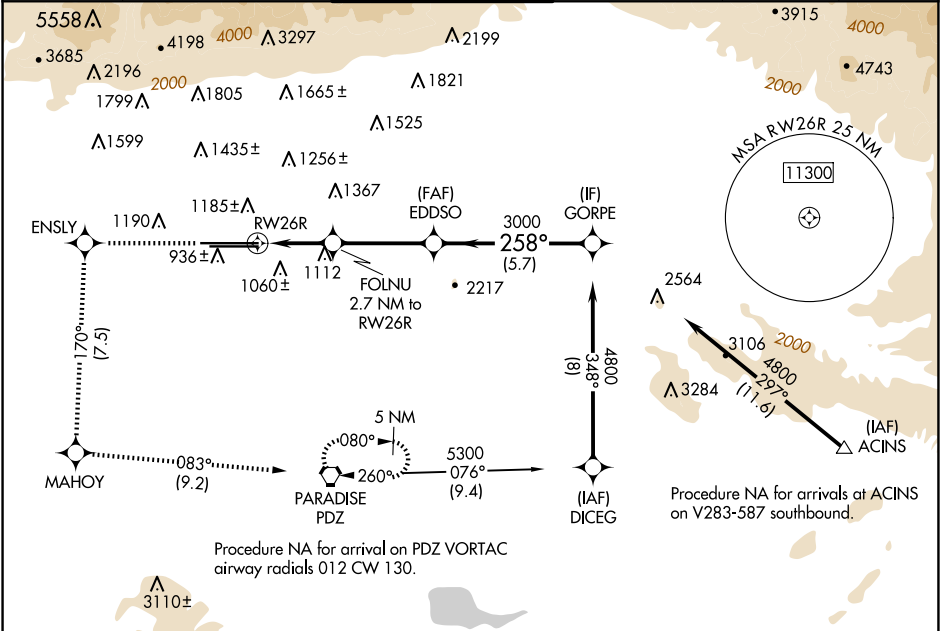 5558
3685
4198
4000
3297
2199
3915
4000
2196
2000
1799
1805
1665 ±
1821
4743
2000
1599
1435±
1256±
1525
MSA RW26R 25 NM
11300
1367
ENSLY
1190
1185±
RW26R
(FAF)
EDDSO
3000
258°
(5.7)
(IF)
GORPE
936 ±
1060±
1112
FOLNU
2.7 NM to
RW26R
2217
2564
170°
(7.5)
4800
348°
(8)
3106
2000
4800
297°
(11.6)
3284
(IAF)
ACINS
MAHOY
083°
(9.2)
5 NM
080°
260°
PARADISE
PDZ
5300
076°
(9.4)
(IAF)
DICEG
Procedure NA for arrivals at ACINS
on V283-587 southbound.
Procedure NA for arrival on PDZ VORTAC
airway radials 012 CW 130.
3110±